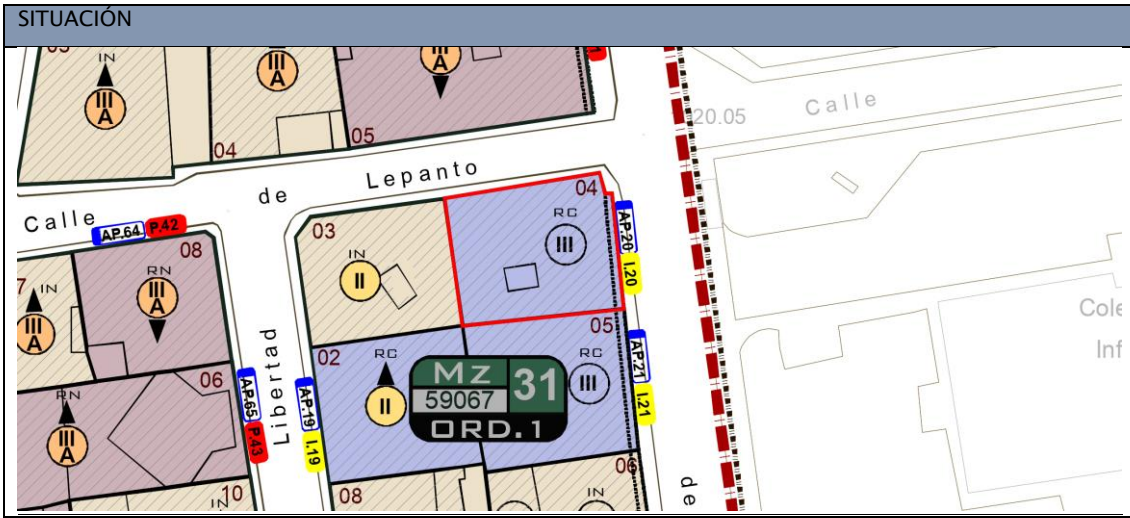 SITUACIÓN
03
IN
III
A
III
A
III
A
1
04
05
20.05
Calle
Calle de Lepanto
AP.64
P.42
08
7
IN
III
A
RN
III
A
03
IN
II
04
RC
III
AP.20
I.20
05
RC
III
AP.21
I.21
02
RC
II
MZ
59067
31
ORD.1
Libertad
AP.19
I.19
06
RN
III
A
AP.65
P.43
10
IN
08
06
IN
de
Cole
Inf